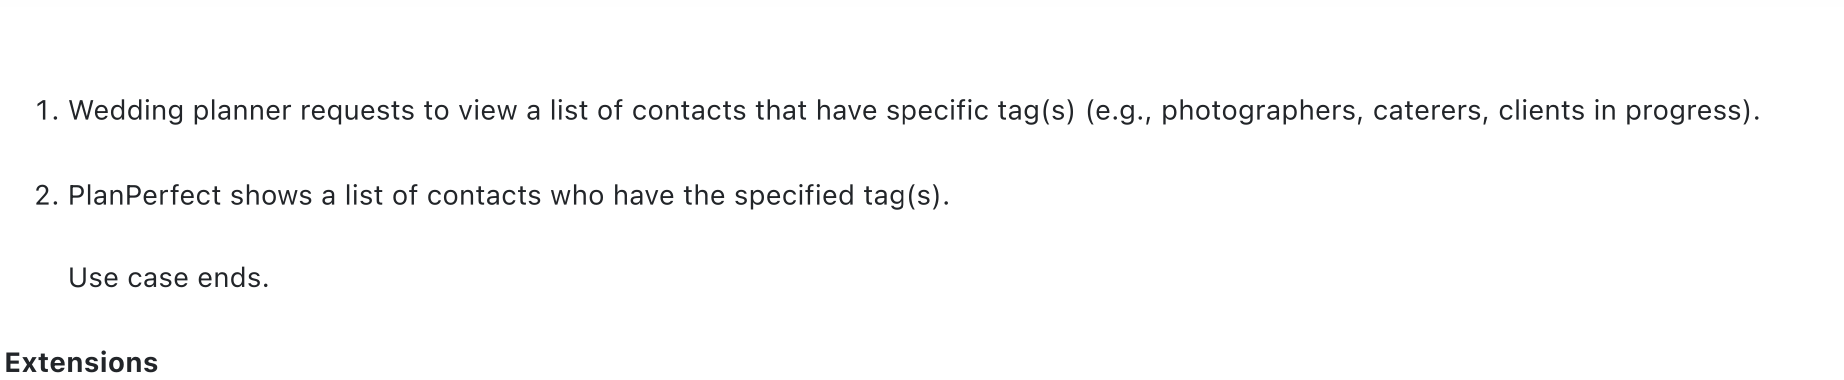 1. Wedding planner requests to view a list of contacts that have specific tag(s) (e.g., photographers, caterers, clients in progress).
2. PlanPerfect shows a list of contacts who have the specified tag(s).
Use case ends.
Extensions